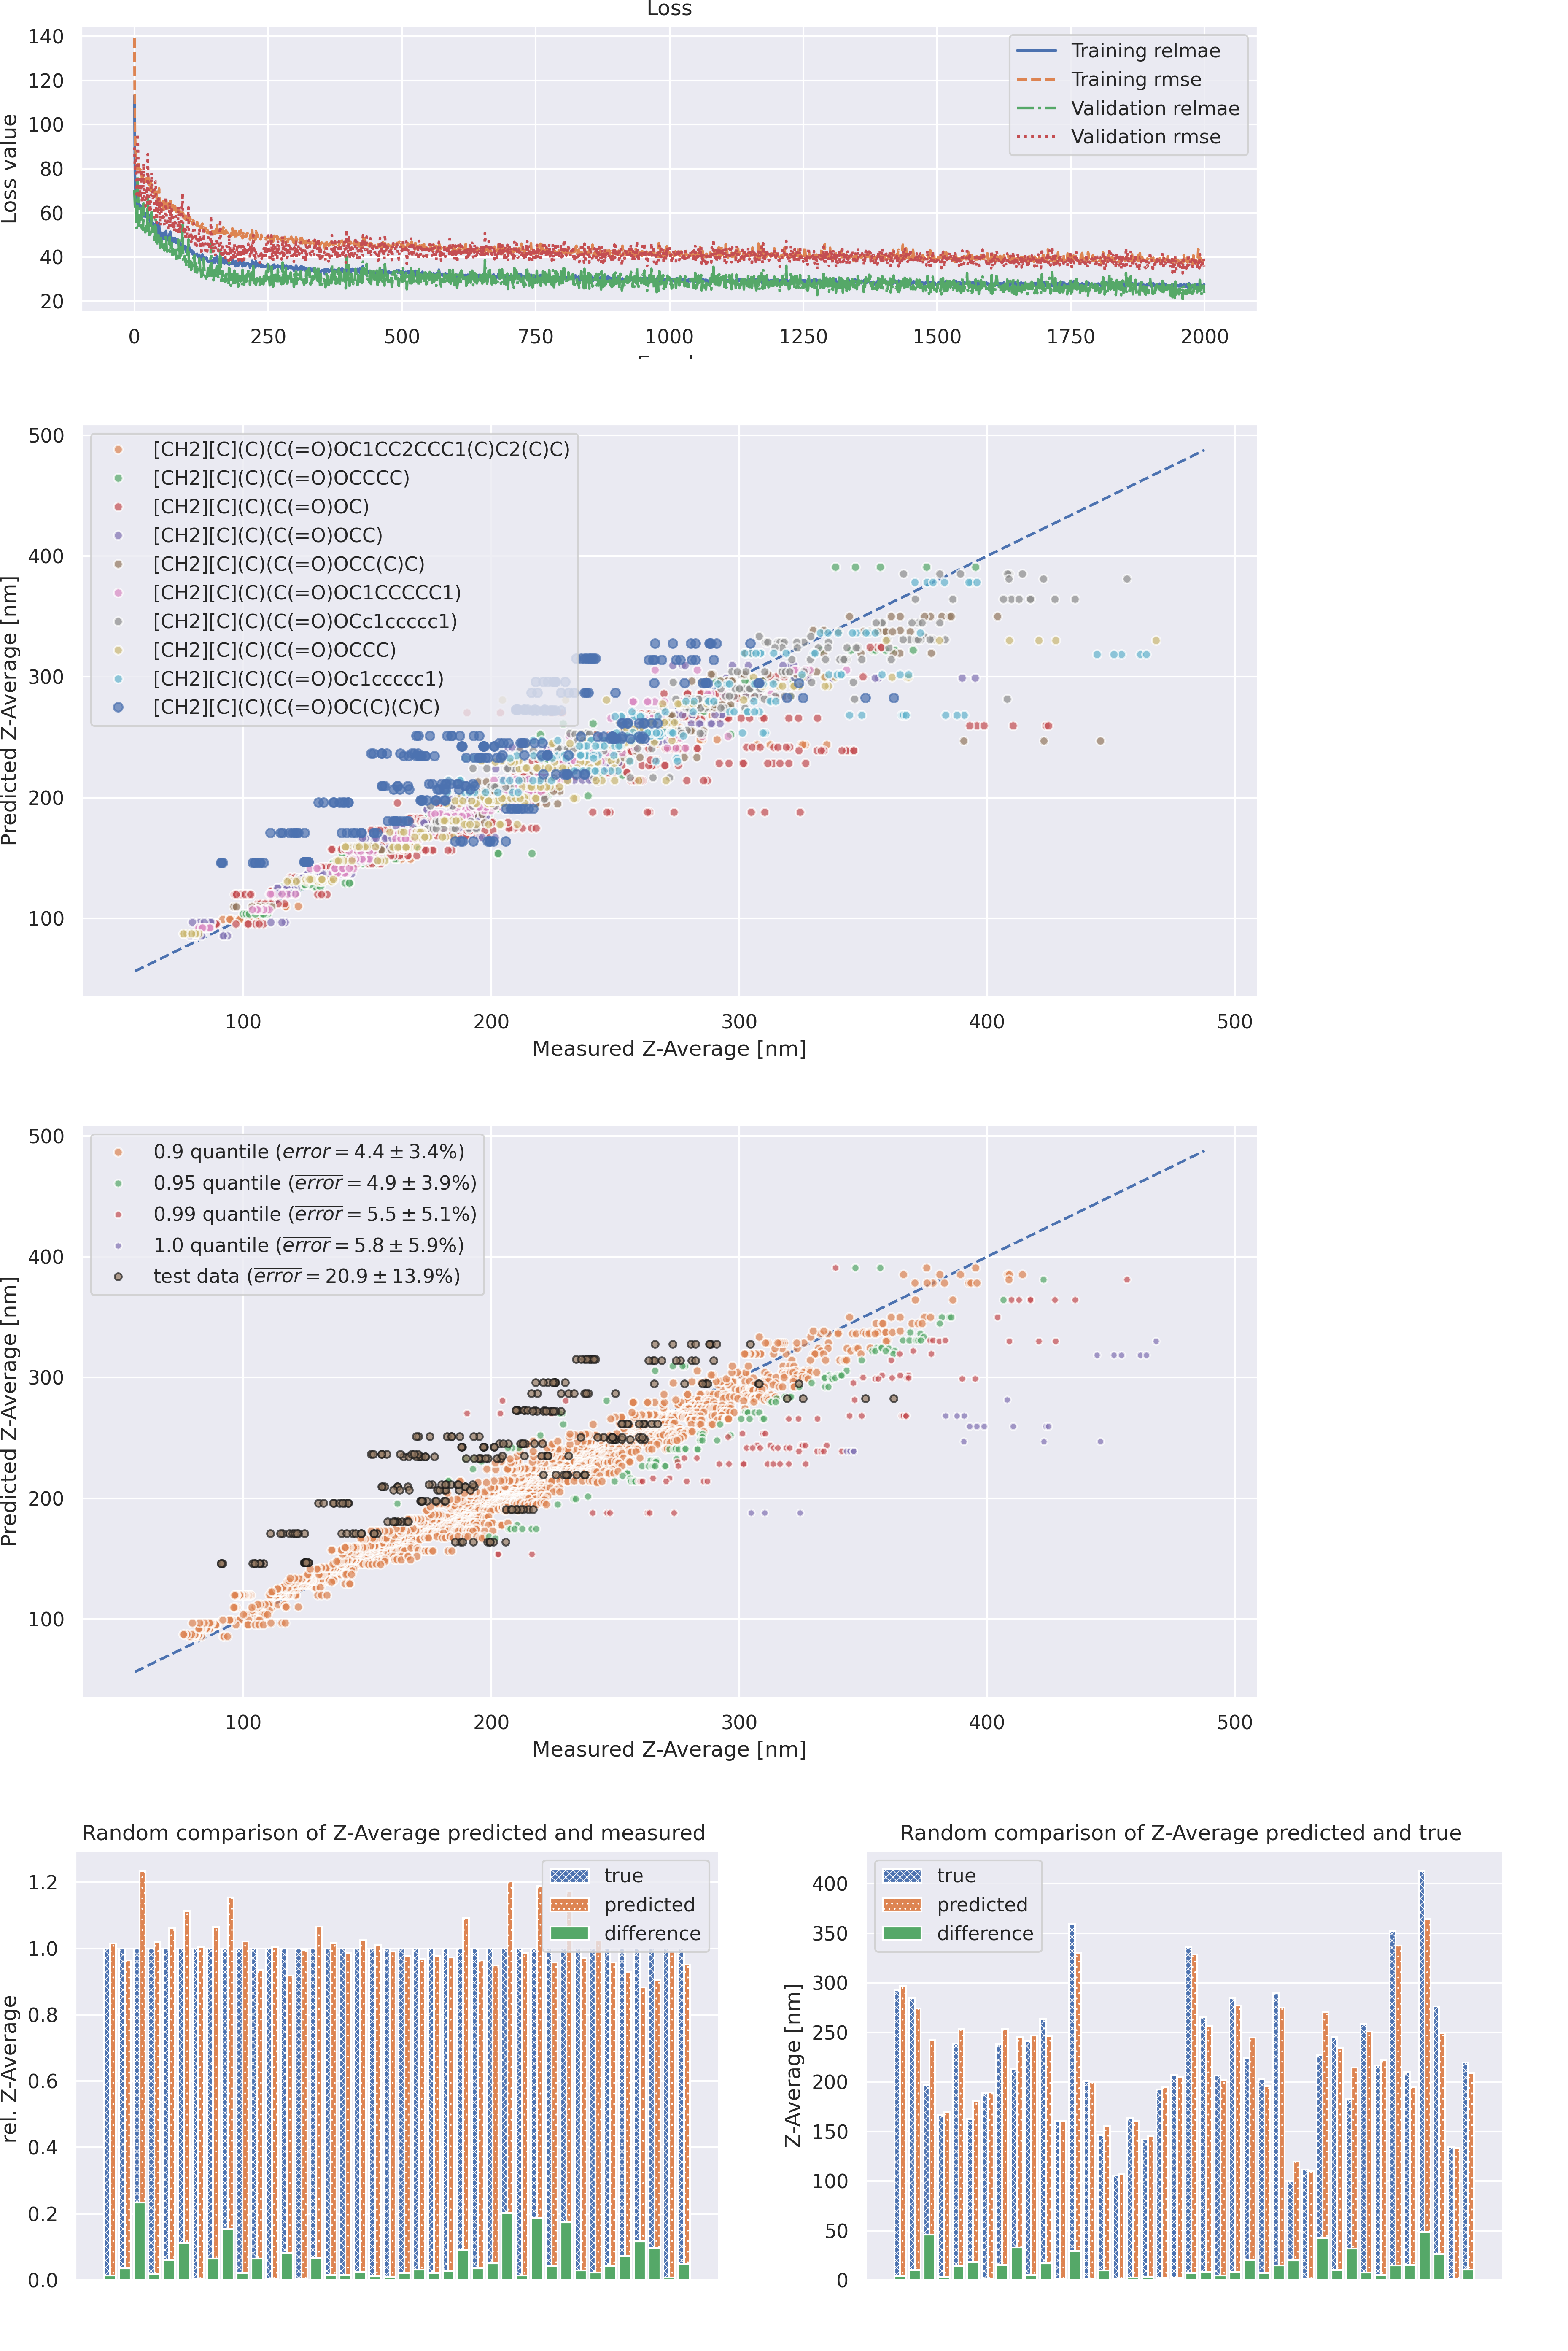 Loss
140
120
100
80
60
40
20
Loss value
Training relmae
Training rmse
Validation relmae
Validation rmse
0 250 500 750 1000 1250 1500 1750 2000
Epoch
500
400
300
200
100
Predicted Z-Average [nm]
[CH2][C](C)(C(=O)OC1CC2CCC1(C)C2(C)C)
[CH2][C](C)(C(=O)OCCCC)
[CH2][C](C)(C(=O)OC)
[CH2][C](C)(C(=O)OCC)
[CH2][C](C)(C(=O)OCC(C)C)
[CH2][C](C)(C(=O)OC1CCCCC1)
[CH2][C](C)(C(=O)OCc1ccccc1)
[CH2][C](C)(C(=O)OCCC)
[CH2][C](C)(C(=O)Oc1ccccc1)
[CH2][C](C)(C(=O)OC(C)(C)C)
100 200 300 400 500
Measured Z-Average [nm]
500
400
300
200
100
Predicted Z-Average [nm]
0.9 quantile (error = 4.4 ± 3.4%)
0.95 quantile (error = 4.9 ± 3.9%)
0.99 quantile (error = 5.5 ± 5.1%)
1.0 quantile (error = 5.8 ± 5.9%)
test data (error = 20.9 ± 13.9%)
100 200 300 400 500
Measured Z-Average [nm]
Random comparison of Z-Average predicted and measured
1.2
1.0
0.8
0.6
0.4
0.2
0.0
rel. Z-Average
true
predicted
difference
Random comparison of Z-Average predicted and true
400
350
300
250
200
150
100
50
0
Z-Average [nm]
true
predicted
difference